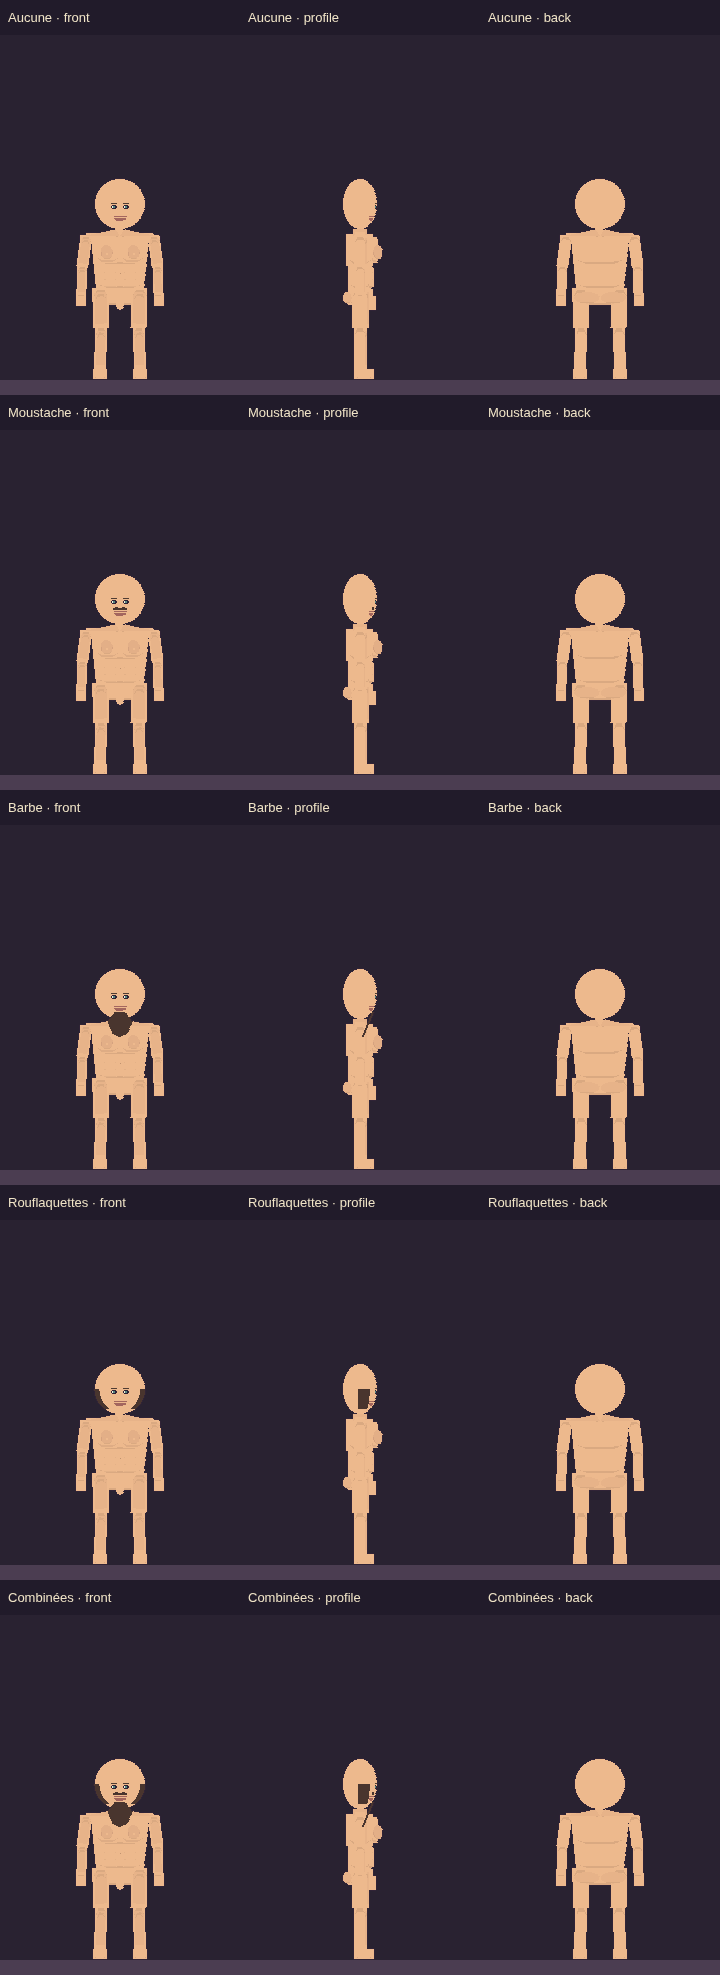 Aucune · front
Aucune · profile
Aucune · back
Moustache · front
Moustache · profile
Moustache · back
Barbe · front
Barbe · profile
Barbe · back
Rouflaquettes · front
Rouflaquettes · profile
Rouflaquettes · back
Combinées · front
Combinées · profile
Combinées · back